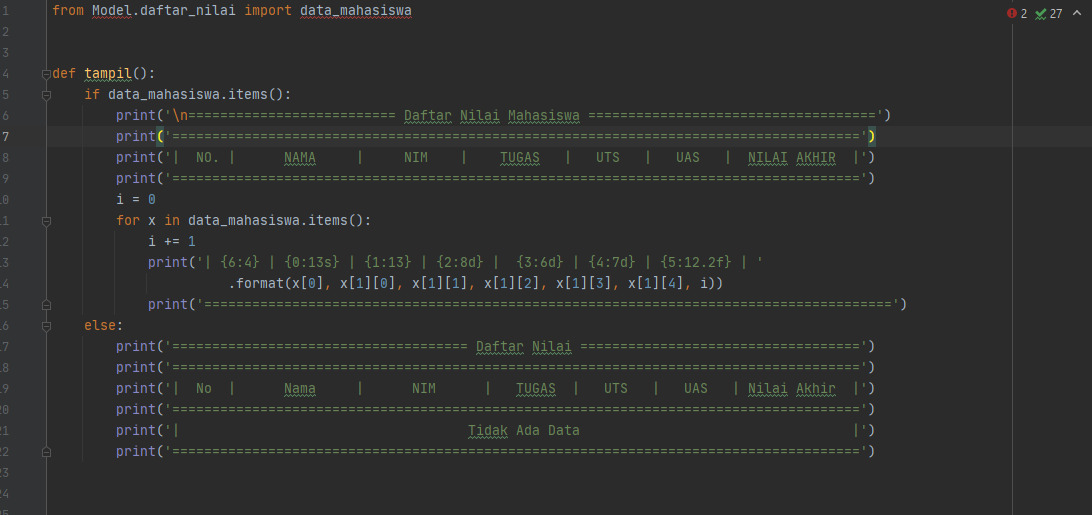 1 from Model.daftar_nilai import data_mahasiswa 2 27
2
3
4 def tampil():
5     if data_mahasiswa.items():
6         print('\n========================== Daftar Nilai Mahasiswa ====================================')
7         print('======================================================================================')
8         print('|  NO. |      NAMA     |     NIM    |    TUGAS   |   UTS   |   UAS   |  NILAI AKHIR  |')
9         print('======================================================================================')
10         i = 0
11         for x in data_mahasiswa.items():
12             i += 1
13             print('| {6:4} | {0:13s} | {1:13} | {2:8d} |  {3:6d} | {4:7d} | {5:12.2f} | '
14                       .format(x[0], x[1][0], x[1][1], x[1][2], x[1][3], x[1][4], i))
15             print('======================================================================================')
16     else:
17         print('===================================== Daftar Nilai ===================================')
18         print('======================================================================================')
19         print('|  No  |      Nama     |      NIM      |   TUGAS  |   UTS   |   UAS   | Nilai Akhir  |')
20         print('======================================================================================')
21         print('|                                    Tidak Ada Data                                  |')
22         print('======================================================================================')
23
24
25